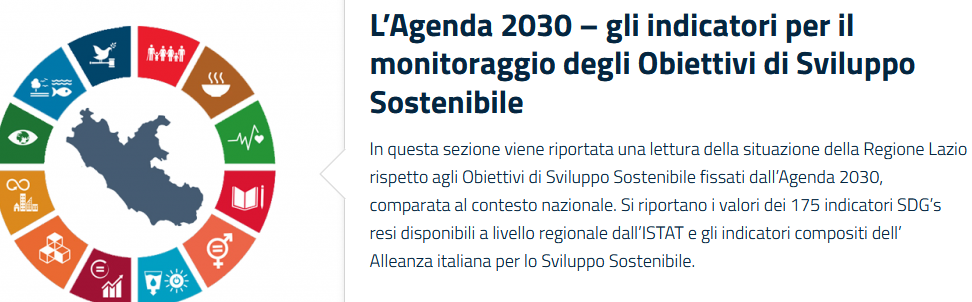 L’Agenda 2030 – gli indicatori per il
monitoraggio degli Obiettivi di Sviluppo
Sostenibile
In questa sezione viene riportata una lettura della situazione della Regione Lazio
rispetto agli Obiettivi di Sviluppo Sostenibile fissati dall’Agenda 2030,
comparata al contesto nazionale. Si riportano i valori dei 175 indicatori SDG’s
resi disponibili a livello regionale dall’ISTAT e gli indicatori compositi dell’
Alleanza italiana per lo Sviluppo Sostenibile.